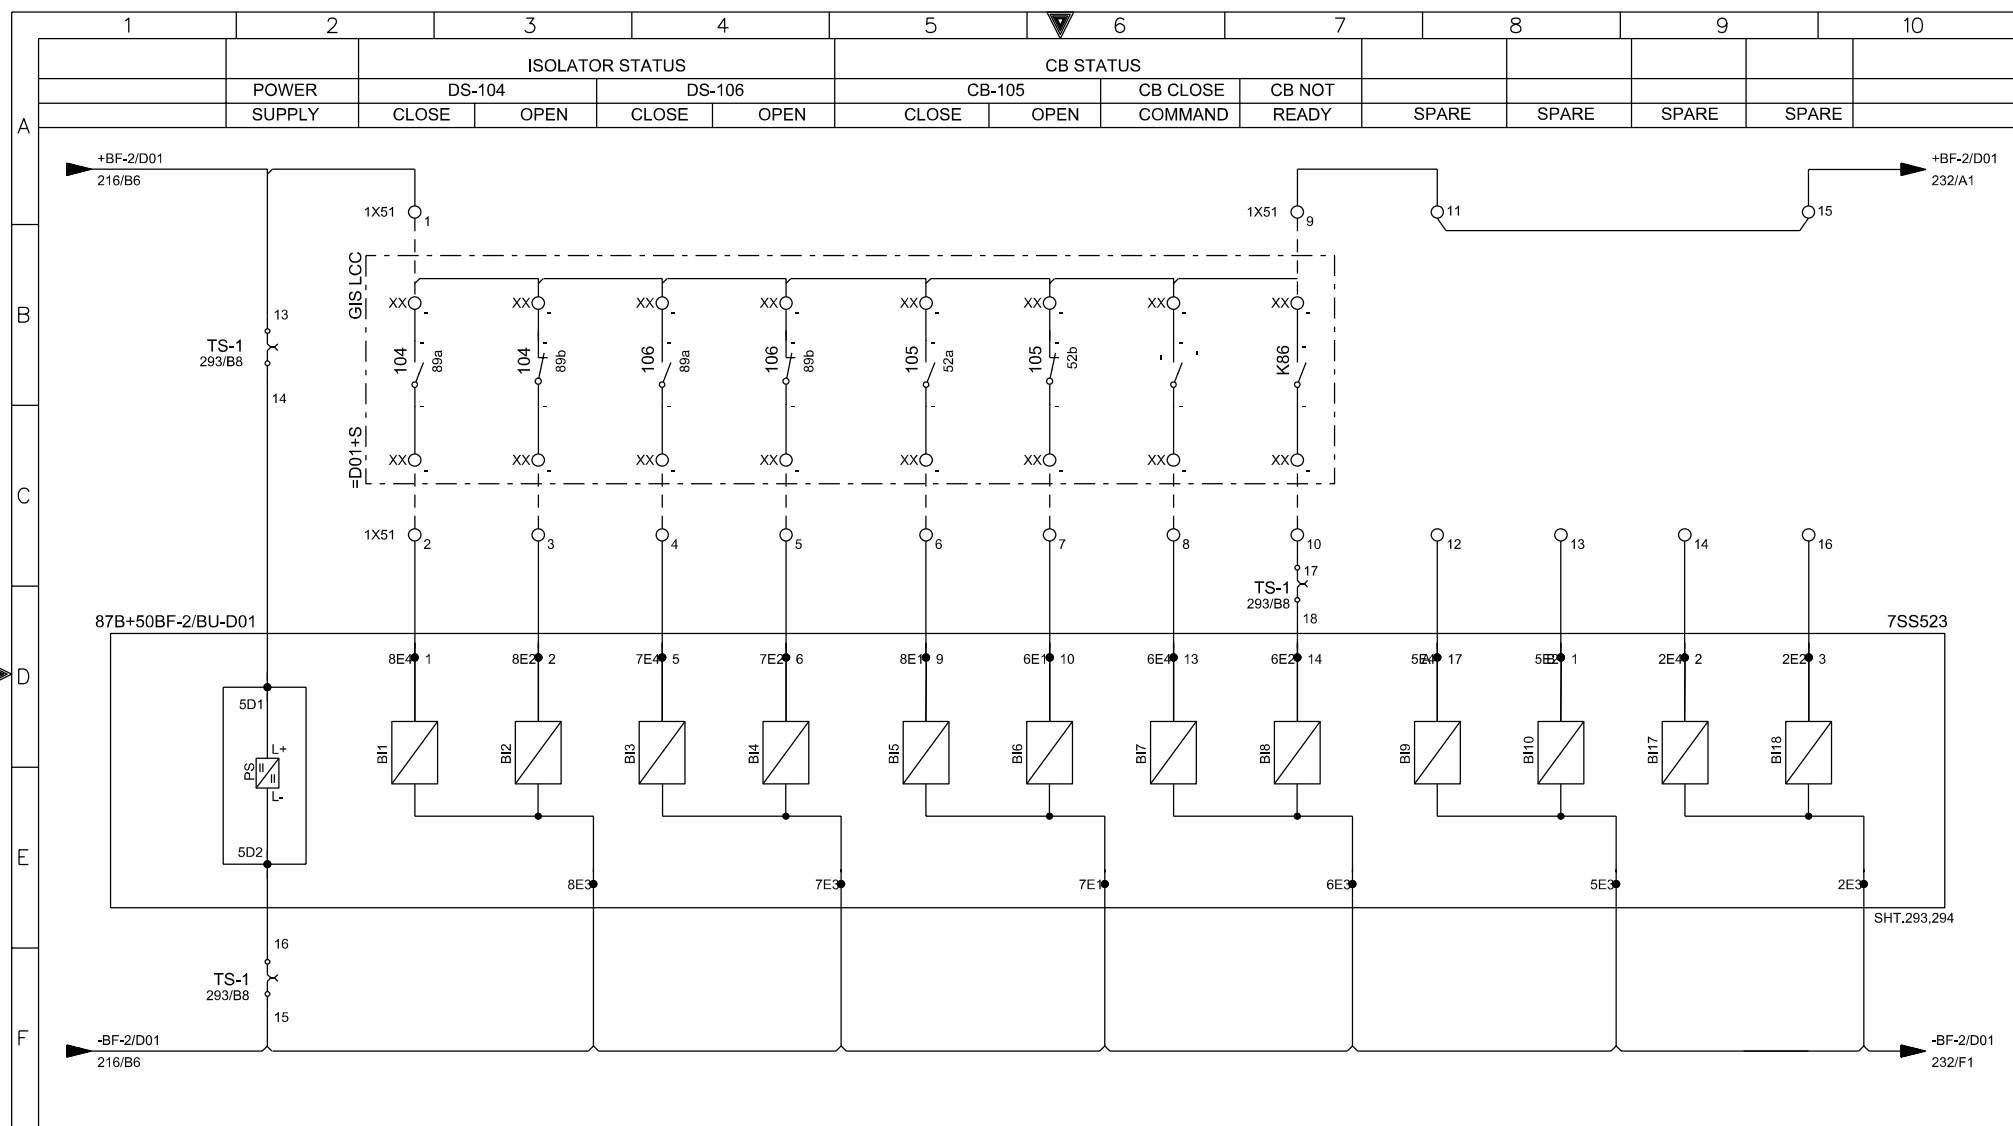 1 2 3 4 5 6 7 8 9 10
ISOLATOR STATUS CB STATUS
POWER DS-104 DS-106 CB-105 CB CLOSE CB NOT
SUPPLY CLOSE OPEN CLOSE OPEN CLOSE OPEN COMMAND READY SPARE SPARE SPARE SPARE
A
+BF-2/D01 +BF-2/D01
216/B6 232/A1
1X51 1 1X51 9 11 15
GIS LCC
B
XX XX XX XX XX XX XX XX
13
TS-1
293/B8
104 89a 104 89b 106 89a 106 89b 105 52a 105 52b K86
14
=D01+S
XX XX XX XX XX XX XX XX
C
1X51 2 3 4 5 6 7 8 10 12 13 14 16
17
TS-1
293/B8
18
87B+50BF-2/BU-D01 7SS523
D
8E4 1 8E2 2 7E4 5 7E2 6 8E1 9 6E1 10 6E4 13 6E2 14 17 1 2E4 2 2E2 3
5D1
L+
PS
L-
BI1 BI2 BI3 BI4 BI5 BI6 BI7 BI8 BI9 BI10 BI17 BI18
E
5D2
8E3 7E3 7E1 6E3 5E3 2E3
SHT.293,294
16
TS-1
293/B8
15
F
-BF-2/D01 -BF-2/D01
216/B6 232/F1